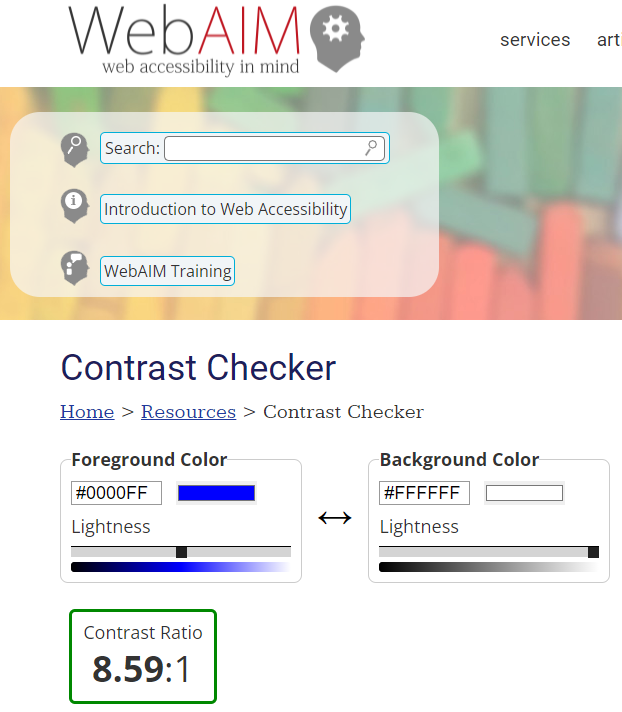 WebAIM
web accessibility in mind
services arti
Search:
Introduction to Web Accessibility
WebAIM Training
Contrast Checker
Home > Resources > Contrast Checker
Foreground Color
#0000FF
Lightness
Background Color
#FFFFFF
Lightness
Contrast Ratio
8.59:1